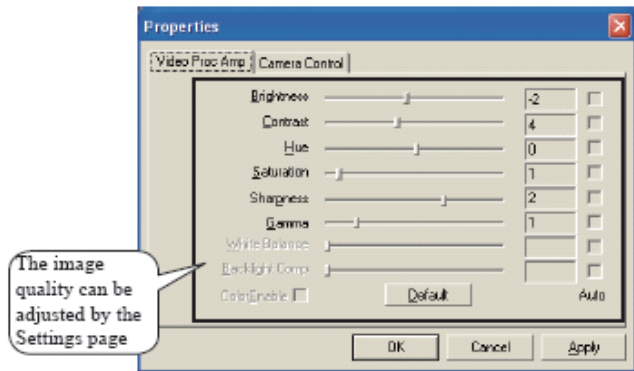 Properties
Video Proc Amp Camera Control
Brightness -2
Contrast 4
Hue 0
Saturation 1
Sharpness 2
Gamma 1
White Balance
Backlight Comp
ColorEnable Default Auto
The image
quality can be
adjusted by the
Settings page
OK Cancel Apply